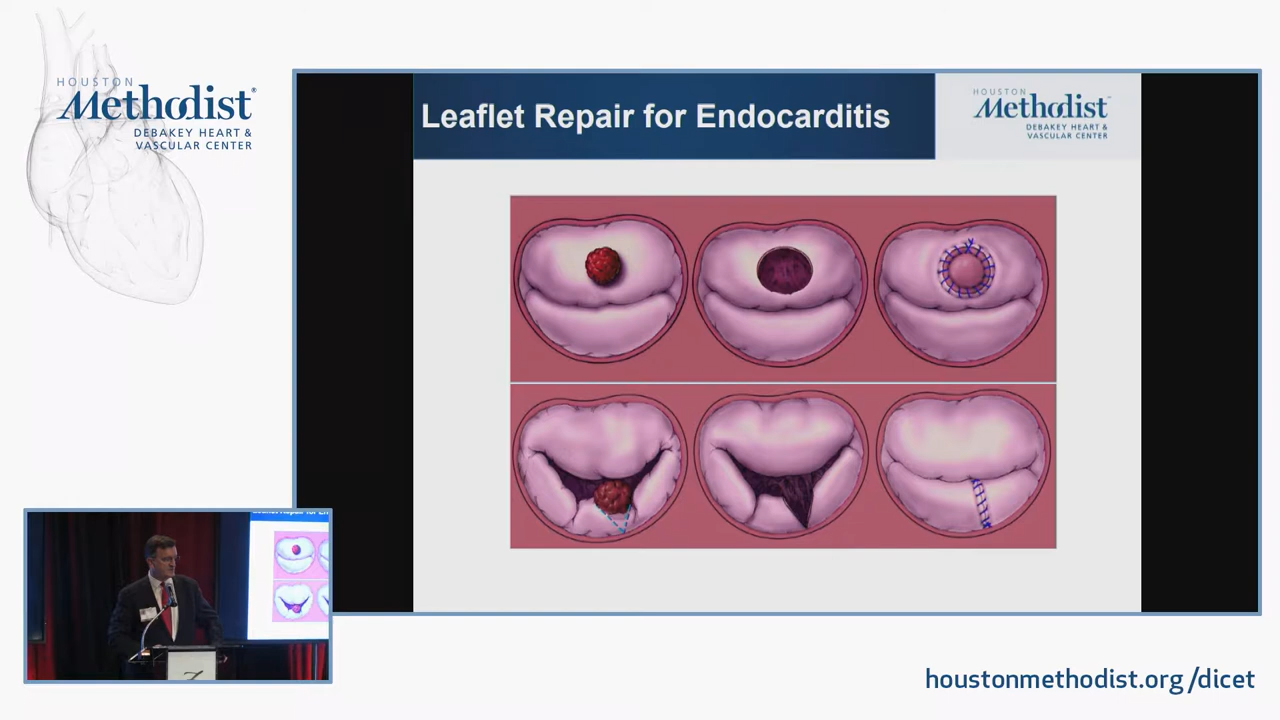 HOUSTON
Methodist®
DEBAKEY HEART &
VASCULAR CENTER
Leaflet Repair for Endocarditis
HOUSTON
Methodist
DEBAKEY HEART &
VASCULAR CENTER
houstonmethodist.org/dicet